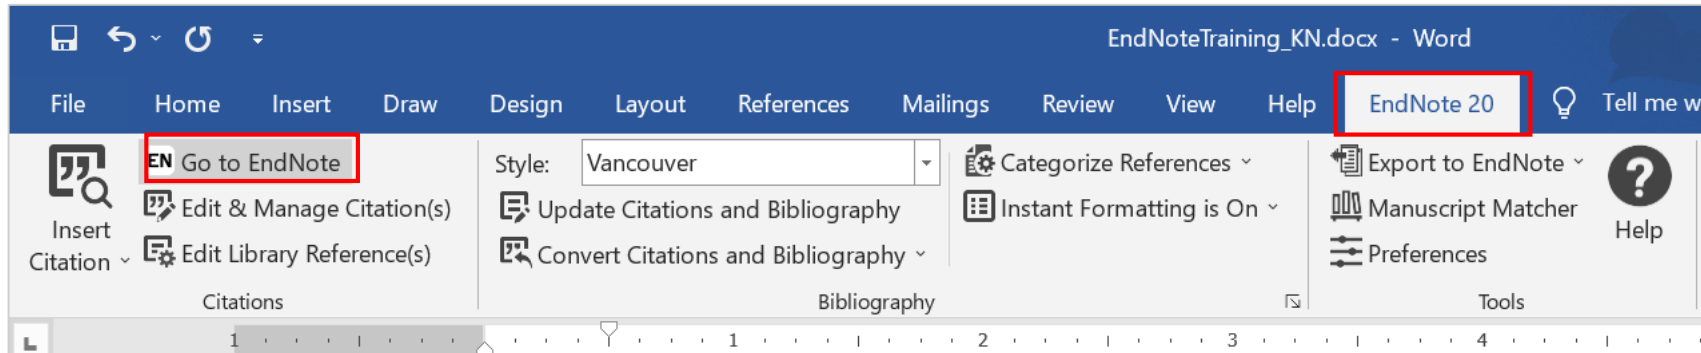 EndNoteTraining_KN.docx - Word
File Home Insert Draw Design Layout References Mailings Review View Help EndNote 20 Tell me w
Insert Citation
EN Go to EndNote
Edit & Manage Citation(s)
Edit Library Reference(s)
Citations
Style: Vancouver
Update Citations and Bibliography
Convert Citations and Bibliography
Categorize References
Instant Formatting is On
Bibliography
Export to EndNote
Manuscript Matcher
Preferences
Tools
Help
1 1 2 3 4